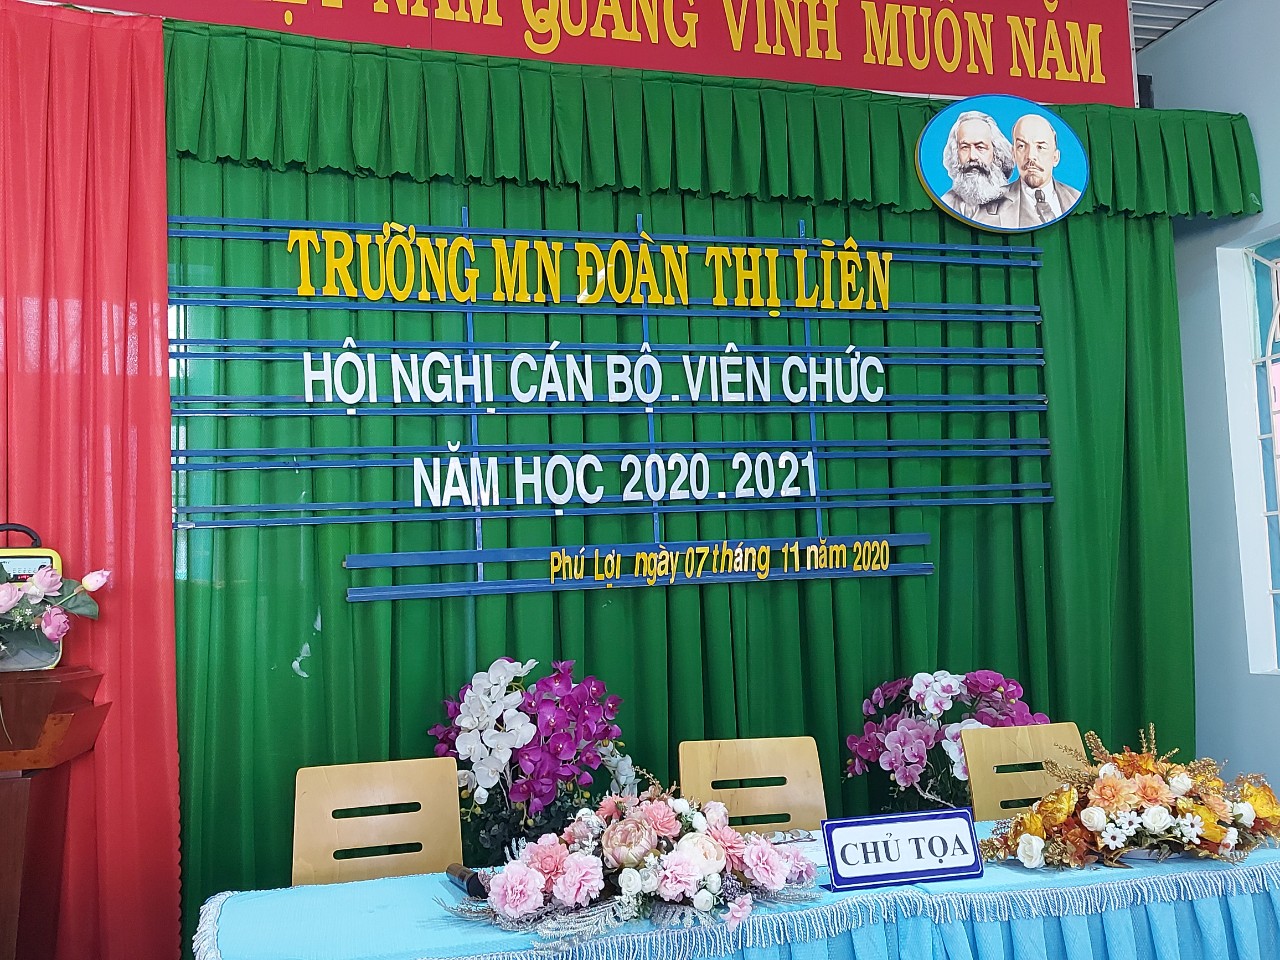 NAM QUANG VINH MUÔN NĂM
TRƯỜNG MN ĐOÀN THỊ LIÊN
HỘI NGHỊ CÁN BỘ.VIÊN CHỨC
NĂM HỌC 2020.2021
Phú Lợi ngày 07 tháng 11 năm 2020
CHỦ TỌA